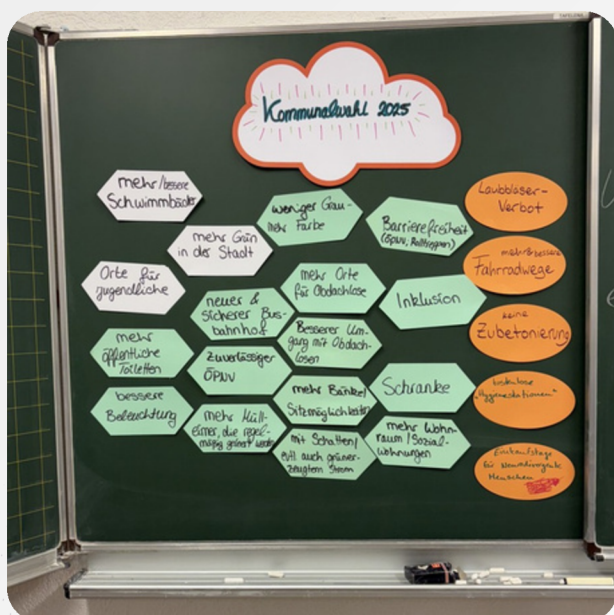 Kommunalwahl 2025
mehr/bessere
Schwimmbäder
mehr Grün
in der Stadt
Orte für
Jugendliche
mehr
öffentliche
Toiletten
bessere
Beleuchtung
neuer &
sicherer Bus-
bahnhof
Zuverlässiger
ÖPNV
mehr Müll-
eimer, die regel-
mäßig geleert werden
weniger Grau-
Mehr Farbe
mehr Orte
für Obdachlose
Besserer Um-
gang mit Obdach-
losen
mehr Bänke/
Sitzmöglichkeiten
mit Schatten/
evtl. auch grüner-
zeugtem Strom
Barrierefreiheit
(ÖPNV, Rolltreppen)
Inklusion
Schranke
mehr Wohn-
raum / Sozial-
wohnungen
Laubbläser-
Verbot
mehr & bessere
Fahrradwege
keine
Zubetonierung
kostenlose
„Hygienestationen"
Einkaufstage
für Neurodivergente
Menschen